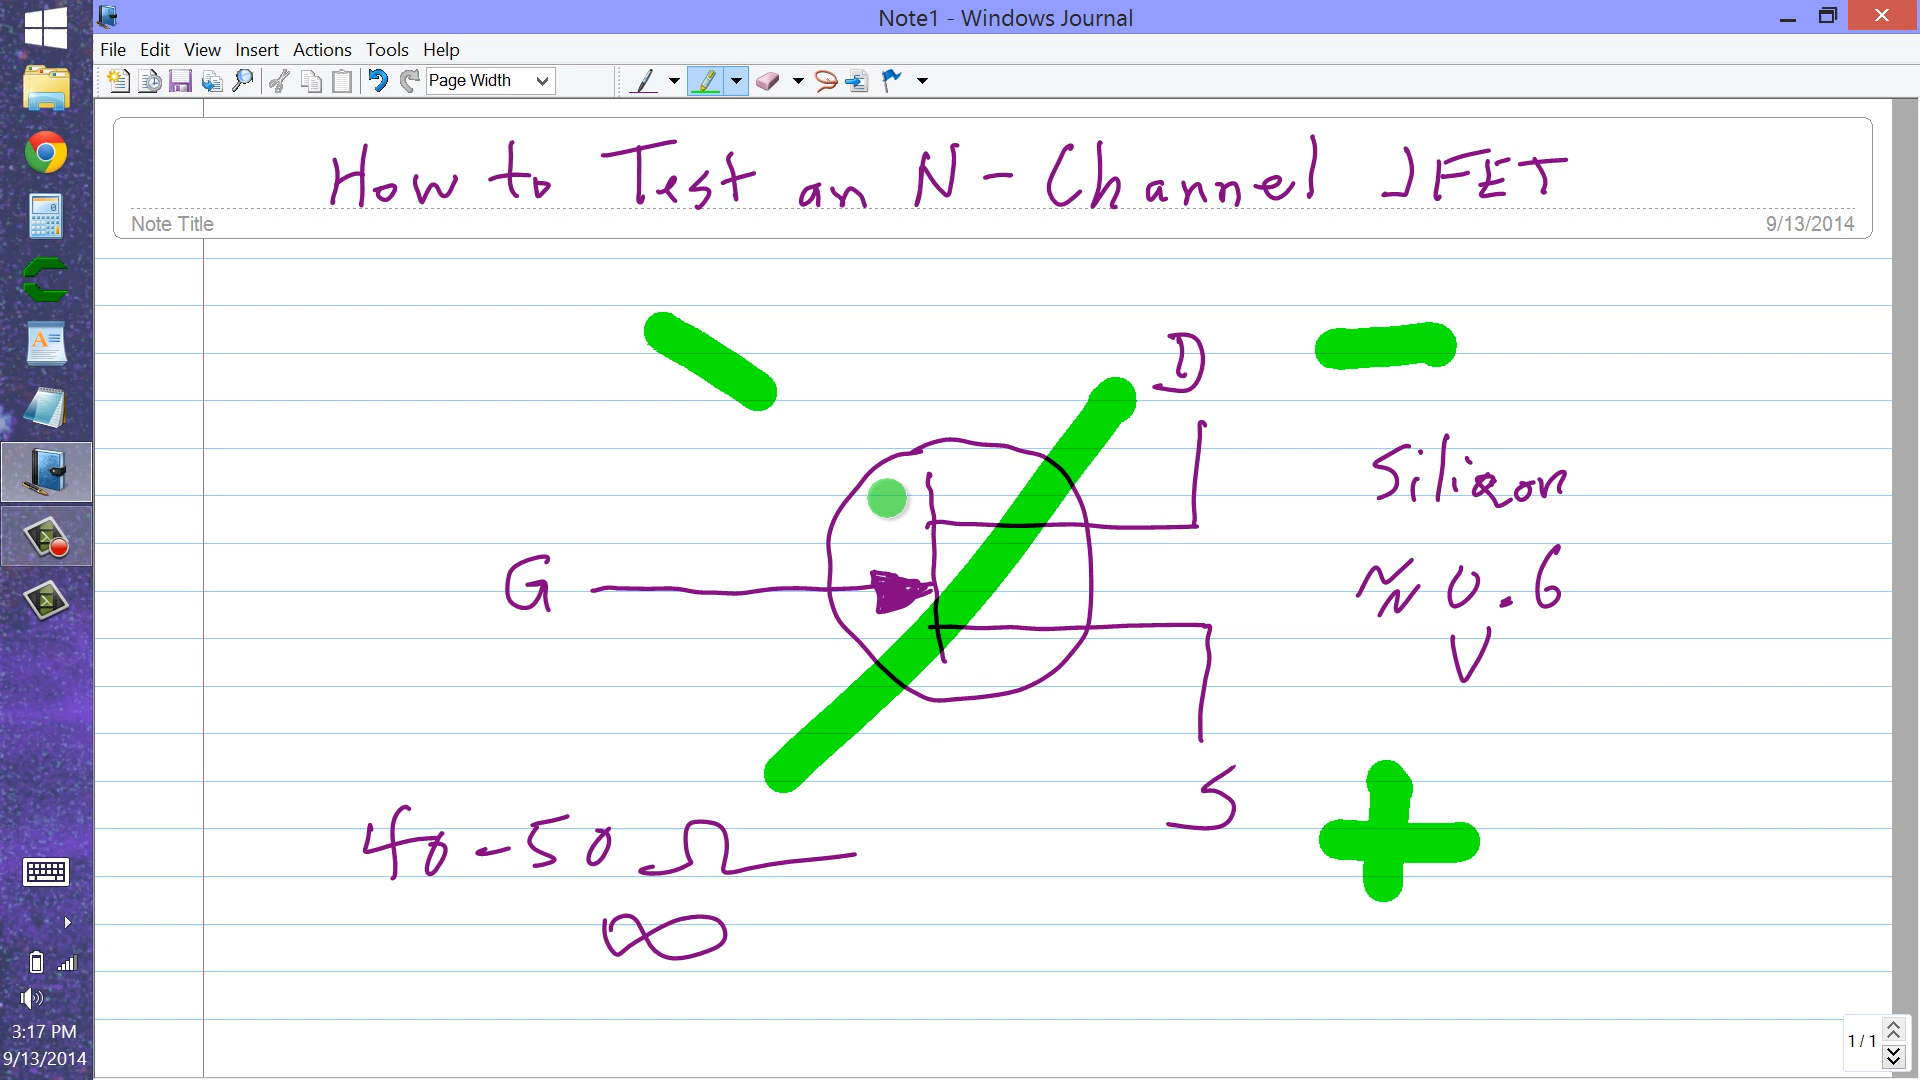 Note1 - Windows Journal
File Edit View Insert Actions Tools Help
Page Width
How to Test an N-Channel JFET
Note Title
9/13/2014
D
Silicon
G
≈ 0.6
V
S
40-50 Ω
∞
3:17 PM
9/13/2014
1 / 1